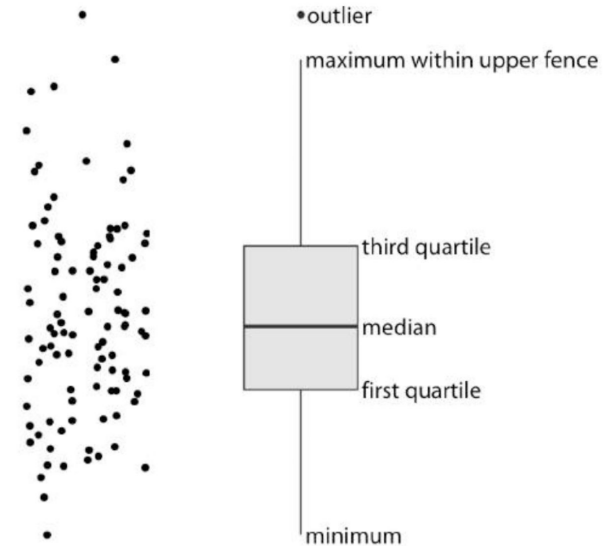 outlier
maximum within upper fence
third quartile
median
first quartile
minimum